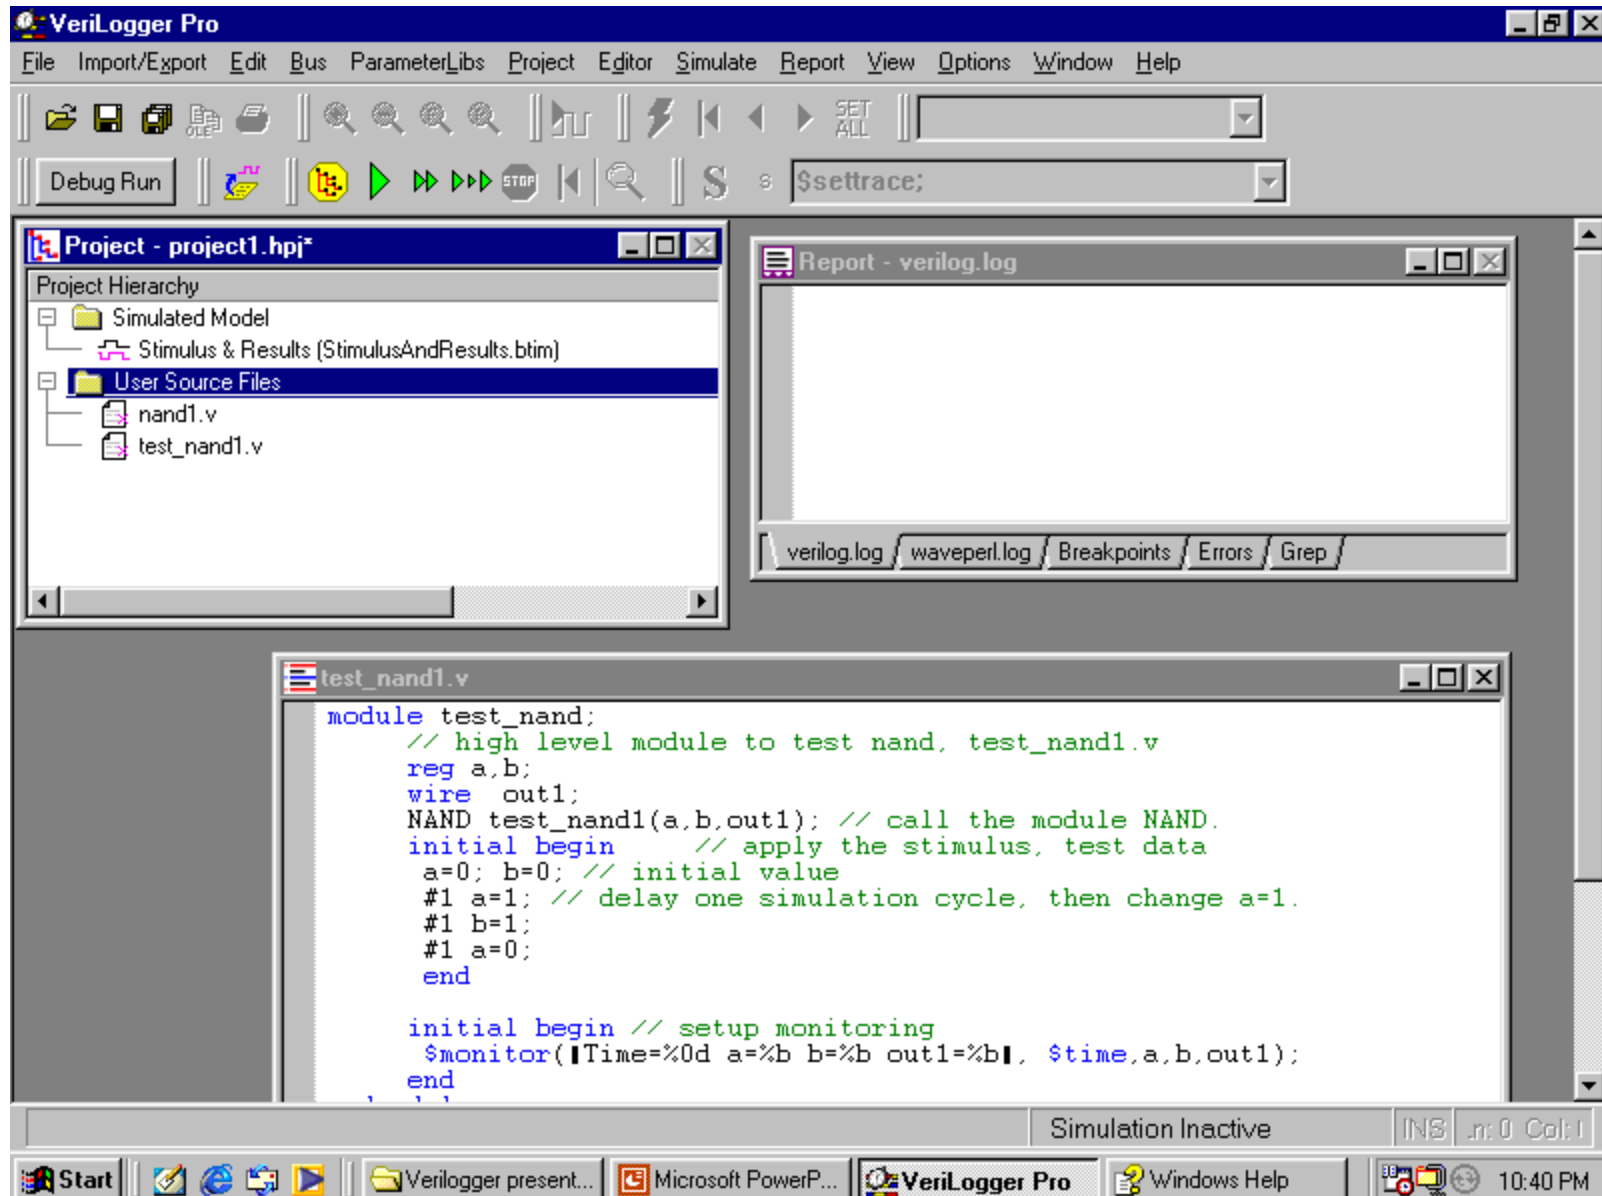 VeriLogger Pro
File Import/Export Edit Bus ParameterLibs Project Editor Simulate Report View Options Window Help
OLE SET ALL
Debug Run STOP S s $settrace;
Project - project1.hpj*
Project Hierarchy
Simulated Model
Stimulus & Results (StimulusAndResults.btim)
User Source Files
nand1.v
test_nand1.v
Report - verilog.log
verilog.log waveperl.log Breakpoints Errors Grep
test_nand1.v
module test_nand;
// high level module to test nand, test_nand1.v
reg a,b;
wire out1;
NAND test_nand1(a,b,out1); // call the module NAND.
initial begin // apply the stimulus, test data
a=0; b=0; // initial value
#1 a=1; // delay one simulation cycle, then change a=1.
#1 b=1;
#1 a=0;
end
initial begin // setup monitoring
$monitor(▮Time=%0d a=%b b=%b out1=%b▮, $time,a,b,out1);
end
Simulation Inactive INS Col:
Start Verilogger present... Microsoft PowerP... VeriLogger Pro Windows Help 10:40 PM